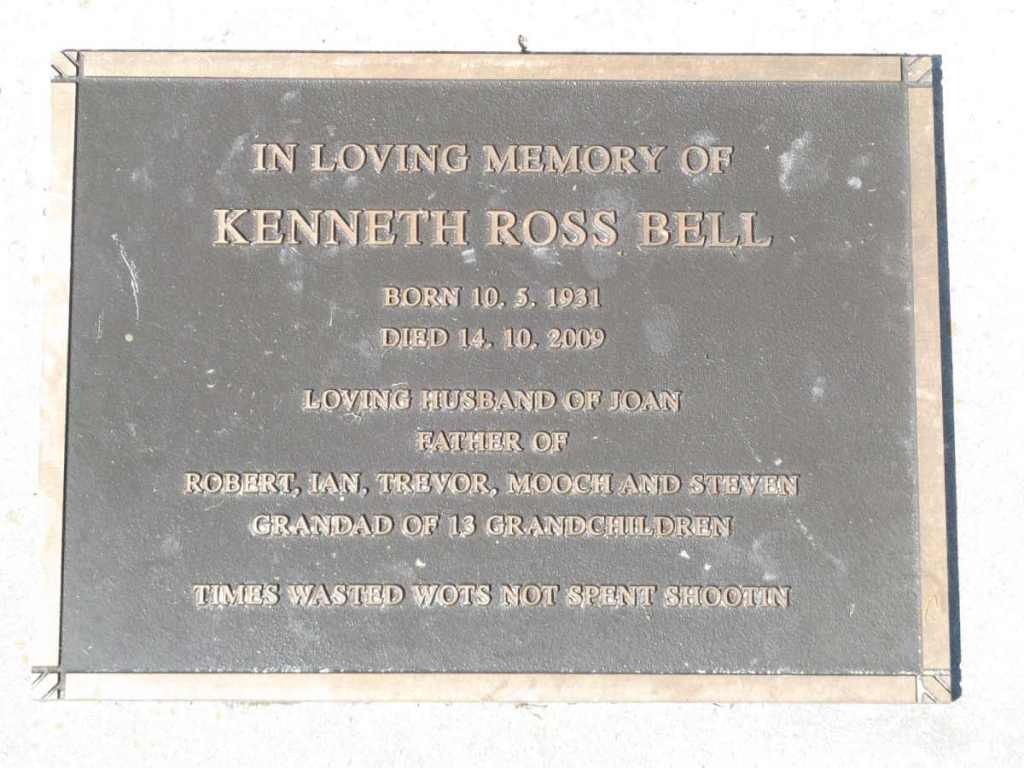 IN LOVING MEMORY OF
KENNETH ROSS BELL
BORN 10. 5. 1931
DIED 14. 10. 2009
LOVING HUSBAND OF JOAN
FATHER OF
ROBERT, IAN, TREVOR, MOOCH AND STEVEN
GRANDAD OF 13 GRANDCHILDREN
TIMES WASTED WOTS NOT SPENT SHOOTIN